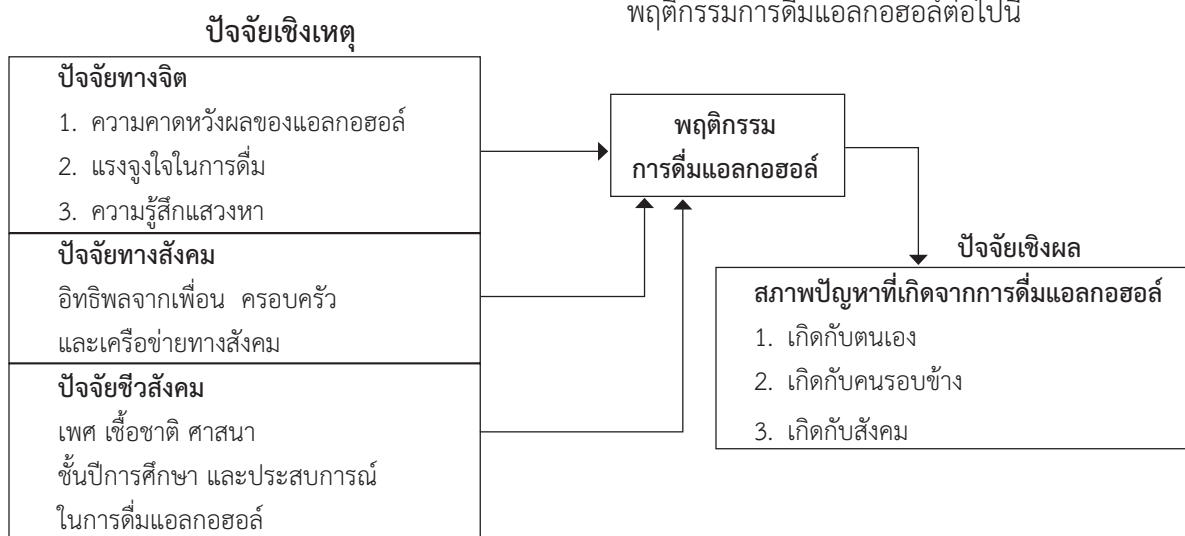 พฤติกรรมการดื่มแอลกอฮอล์ต่อไปนี้
ปัจจัยเชิงเหตุ
ปัจจัยทางจิต
1. ความคาดหวังผลของแอลกอฮอล์
2. แรงจูงใจในการดื่ม
3. ความรู้สึกแสวงหา
ปัจจัยทางสังคม
อิทธิพลจากเพื่อน ครอบครัว
และเครือข่ายทางสังคม
ปัจจัยชีวสังคม
เพศ เชื้อชาติ ศาสนา
ชั้นปีการศึกษา และประสบการณ์
ในการดื่มแอลกอฮอล์
พฤติกรรม
การดื่มแอลกอฮอล์
ปัจจัยเชิงผล
สภาพปัญหาที่เกิดจากการดื่มแอลกอฮอล์
1. เกิดกับตนเอง
2. เกิดกับคนรอบข้าง
3. เกิดกับสังคม